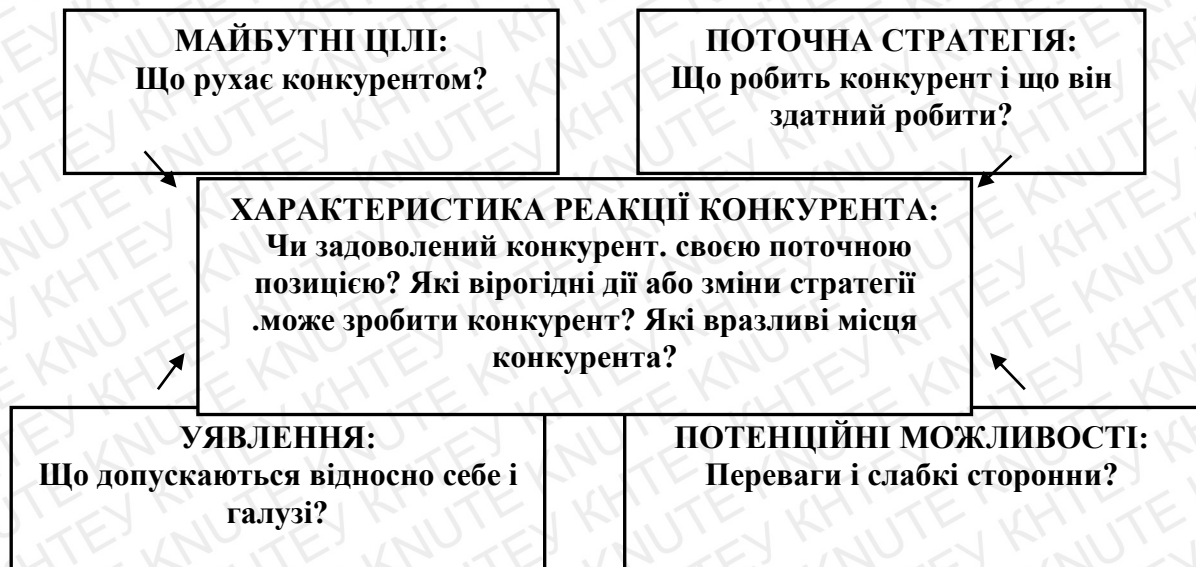 МАЙБУТНІ ЦІЛІ:
Що рухає конкурентом?
ПОТОЧНА СТРАТЕГІЯ:
Що робить конкурент і що він
здатний робити?
ХАРАКТЕРИСТИКА РЕАКЦІЇ КОНКУРЕНТА:
Чи задоволений конкурент. своєю поточною
позицією? Які вірогідні дії або зміни стратегії
.може зробити конкурент? Які вразливі місця
конкурента?
УЯВЛЕННЯ:
Що допускаються відносно себе і
галузі?
ПОТЕНЦІЙНІ МОЖЛИВОСТІ:
Переваги і слабкі сторонни?